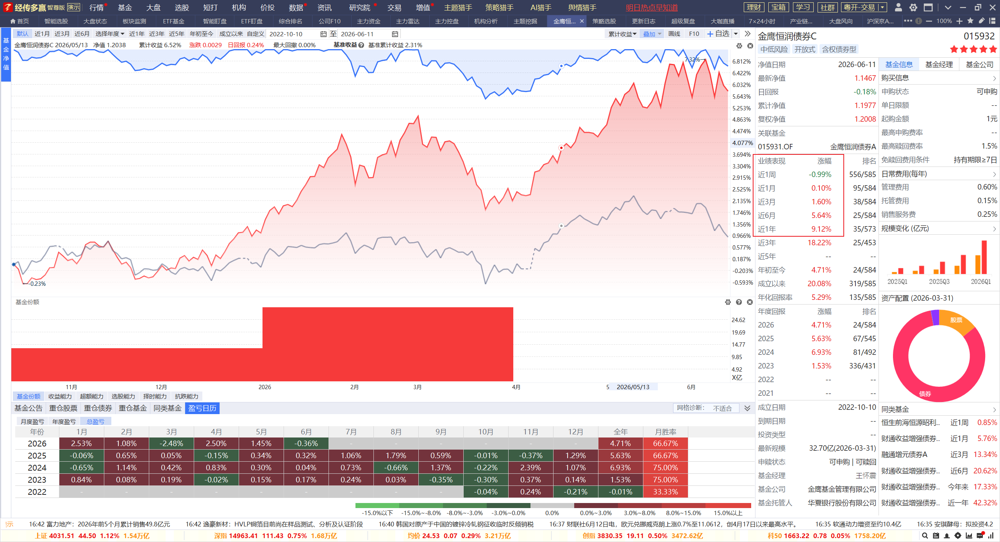 经传多赢 智尊版 演示 行情 基金 大盘 选股 短打 机构 价投 数据 资讯 研究院 交易 增值 主题猎手 策略猎手 AI猎手 舆情猎手 明日热点早知道 理财 宝箱 学习 社群 粤开-交易
首页 智能选股 大盘状态 板块监测 ETF基金 智能盯盘 ETF盯盘 综合排名 公司F10 主力资金 主力雷达 主力控盘 机构分析 主题挖掘 金鹰恒... 策略选股 更新日志 超级复盘 大咖直播 7×24小时 产业链... 大盘风向 沪深京A... 100%
基金净值
默认 近1月 近3月 近6月 选择年度 近1年 近3年 近5年 年初至今 成立以来 自定义 2022-10-10 至 2026-06-11 累计收益 叠加 画线 F10 自选
金鹰恒润债券C 2026/05/13 净值 1.2038 累计收益 6.52% 涨跌 0.0029 日回报 0.24% 最大回撤 0.00% 基准收益 基准累计收益 2.31%
7.32%→
←-0.23%
6.812%
6.422%
6.032%
5.643%
5.253%
4.863%
4.474%
4.077%
3.694%
3.304%
2.915%
2.525%
2.135%
1.746%
1.356%
0.966%
0.577%
0.187%
-0.203%
-0.593%
基金份额
24.62
19.69
14.77
9.85
4.92
X亿
11月 12月 2026 2月 3月 4月 5 2026/05/13 6月
基金份额 收益能力 超额能力 选股能力 择时能力 抗跌能力
基金公告 重仓股票 重仓债券 重仓基金 同类基金 盈亏日历 网格诊断: 不适合
月度盈亏 年度盈亏 总盈亏
年份 1月 2月 3月 4月 5月 6月 7月 8月 9月 10月 11月 12月 全年 月胜率
2026 2.53% 1.08% -2.48% 2.50% 1.45% -0.36% - - - - - - 4.71% 66.67%
2025 -0.06% 0.65% 0.05% -0.15% 0.34% 0.32% 1.06% 1.79% 0.59% -0.01% -0.37% 1.29% 5.63% 66.67%
2024 -0.65% 1.14% 0.42% 0.83% 0.30% 0.04% 0.73% -0.66% 1.37% -0.22% 2.39% 1.07% 6.93% 75.00%
2023 0.84% 0.08% 0.19% -0.02% 0.15% 0.17% 0.24% 0.03% -0.35% -0.30% 0.37% 0.14% 1.53% 75.00%
2022 - - - - - - - - - -0.04% 0.24% -0.21% -0.01% 33.33%
-15.0%以下 -15.0%~-8.0% -8.0%~-3.0% -3.0%~0.0% 0.0% 0.0%~3.0% 3.0%~8.0% 8.0%~15.0% 15.0%以上
金鹰恒润债券C 015932
中低风险 开放式 含权债券型
净值日期 2026-06-11
最新净值 1.1467
日回报 -0.18%
累计净值 1.1977
复权净值 1.2008
关联基金
015931.OF 金鹰恒润债券A
业绩表现 涨幅 排名
近1周 -0.99% 556/585
近1月 0.10% 95/584
近3月 1.60% 38/584
近6月 5.64% 25/584
近1年 9.12% 35/573
近3年 18.22% 25/453
近5年 -- --
年初至今 4.71% 24/584
成立以来 20.08% 319/585
年化回报率 5.29% 135/585
年度回报 涨幅 排名
2026 4.71% 24/584
2025 5.63% 67/545
2024 6.93% 81/492
2023 1.53% 336/431
2022 -- --
2021 -- --
成立日期 2022-10-10
到期日期 --
投资类型 --
最新规模 32.70亿(2026-03-31)
申赎状态 可申购 | 可赎回
基金经理 王怀震
基金公司 金鹰基金管理有限公司
基金托管人 华夏银行股份有限公司
基金信息 基金经理 基金公司
购买信息
申购状态 可申购
单日限额 --
起购金额 1元
最高申购费率 --
最高赎回费率 1.5%
免赎回费用条件 持有期限≥7日
日常费用(每年)
管理费用 0.60%
托管费用 0.15%
销售服务费 0.25%
规模变化 (亿元)
2025Q1 2025Q3 2026Q1
资产配置 (2026-03-31)
股票
债券
同类基金
恒生前海恒源昭利.. 近1周 0.85%
财通收益增强债券.. 近1月 5.76%
融通增元债券A 近3月 13.34%
财通收益增强债券.. 近6月 20.62%
财通收益增强债券.. 今年来 17.33%
财通收益增强债券.. 近一年 42.32%
示 16:42 富力地产：2026年前5个月累计销售49.8亿元 16:42 逸豪新材：HVLP铜箔目前尚在样品测试、分析及认证阶段 16:40 韩国对原产于中国的镀锌冷轧钢征收临时反倾销税 16:37 财联社6月12日电，欧元兑挪威克朗上涨0.7%至11.0612，创4月17日以来最高水平。 16:35 软通动力增资至约10.4亿 16:35 安琪酵母：拟投资4.2
上证 4031.51 44.50 1.12% 1.54万亿 深指 14963.41 111.43 0.75% 1.68万亿 均价 24.53 0.07 0.29% 3.21万亿 创指 3830.35 19.11 0.50% 3472.62亿 科50 1663.22 0.78 0.05% 1758.20亿